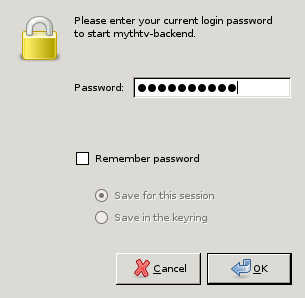 Please enter your current login password
to start mythtv-backend.
Password: ●●●●●●●●●●
Remember password
Save for this session
Save in the keyring
Cancel OK